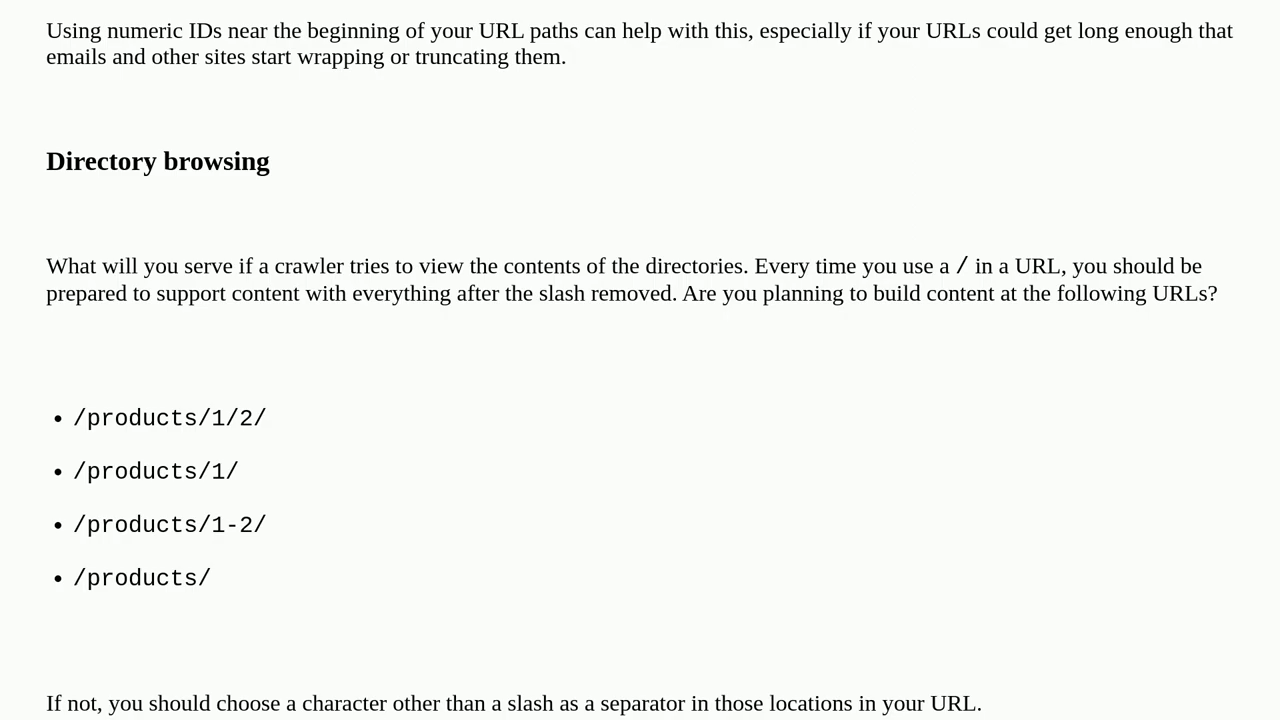 Using numeric IDs near the beginning of your URL paths can help with this, especially if your URLs could get long enough that
emails and other sites start wrapping or truncating them.
Directory browsing
What will you serve if a crawler tries to view the contents of the directories. Every time you use a / in a URL, you should be
prepared to support content with everything after the slash removed. Are you planning to build content at the following URLs?
• /products/1/2/
• /products/1/
• /products/1-2/
• /products/
If not, you should choose a character other than a slash as a separator in those locations in your URL.